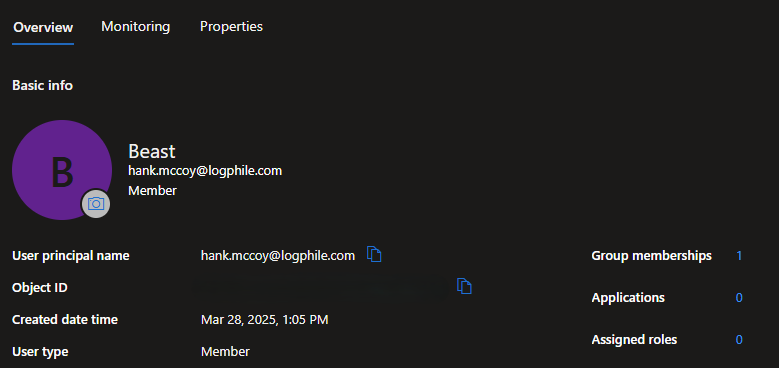 Overview Monitoring Properties
Basic info
B
Beast
hank.mccoy@logphile.com
Member
User principal name hank.mccoy@logphile.com Group memberships 1
Object ID
Applications 0
Created date time Mar 28, 2025, 1:05 PM
Assigned roles 0
User type Member